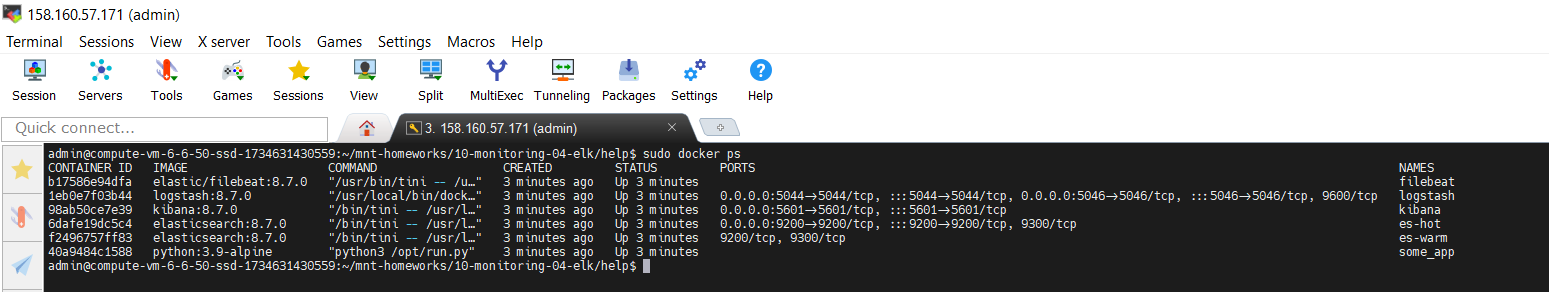 158.160.57.171 (admin)
Terminal Sessions View X server Tools Games Settings Macros Help
Session Servers Tools Games Sessions View Split MultiExec Tunneling Packages Settings Help
Quick connect... 3. 158.160.57.171 (admin)
admin@compute-vm-6-6-50-ssd-1734631430559:~/mnt-homeworks/10-monitoring-04-elk/help$ sudo docker ps
CONTAINER ID IMAGE COMMAND CREATED STATUS PORTS NAMES
b17586e94dfa elastic/filebeat:8.7.0 "/usr/bin/tini -- /u…" 3 minutes ago Up 3 minutes filebeat
1eb0e7f03b44 logstash:8.7.0 "/usr/local/bin/dock…" 3 minutes ago Up 3 minutes 0.0.0.0:5044->5044/tcp, :::5044->5044/tcp, 0.0.0.0:5046->5046/tcp, :::5046->5046/tcp, 9600/tcp logstash
98ab50ce7e39 kibana:8.7.0 "/bin/tini -- /usr/l…" 3 minutes ago Up 3 minutes 0.0.0.0:5601->5601/tcp, :::5601->5601/tcp kibana
6dafe19dc5c4 elasticsearch:8.7.0 "/bin/tini -- /usr/l…" 3 minutes ago Up 3 minutes 0.0.0.0:9200->9200/tcp, :::9200->9200/tcp, 9300/tcp es-hot
f2496757ff83 elasticsearch:8.7.0 "/bin/tini -- /usr/l…" 3 minutes ago Up 3 minutes 9200/tcp, 9300/tcp es-warm
40a9484c1588 python:3.9-alpine "python3 /opt/run.py" 3 minutes ago Up 3 minutes some_app
admin@compute-vm-6-6-50-ssd-1734631430559:~/mnt-homeworks/10-monitoring-04-elk/help$